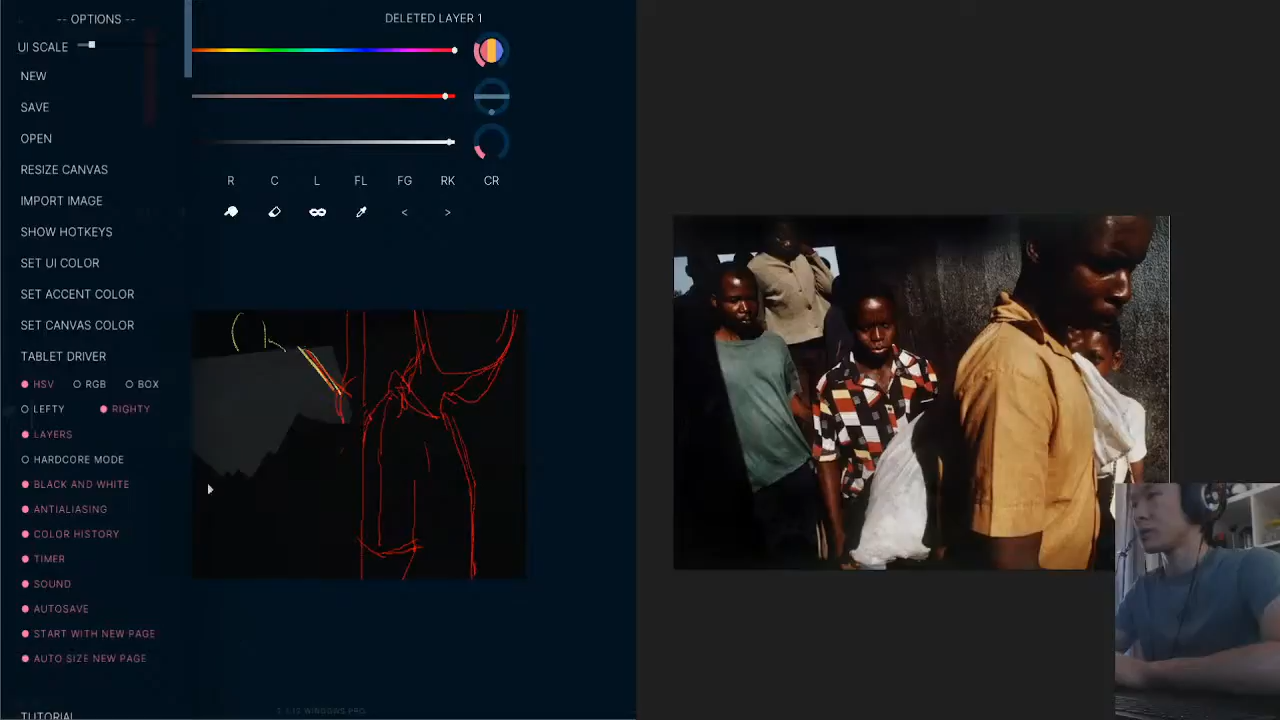 -- OPTIONS --
DELETED LAYER 1
UI SCALE
NEW
SAVE
OPEN
RESIZE CANVAS
R C L FL FG RK CR
IMPORT IMAGE
< >
SHOW HOTKEYS
SET UI COLOR
SET ACCENT COLOR
SET CANVAS COLOR
TABLET DRIVER
HSV RGB BOX
LEFTY RIGHTY
LAYERS
HARDCORE MODE
BLACK AND WHITE
ANTIALIASING
COLOR HISTORY
TIMER
SOUND
AUTOSAVE
START WITH NEW PAGE
AUTO SIZE NEW PAGE
TUTORIAL
WINDOWS PRO